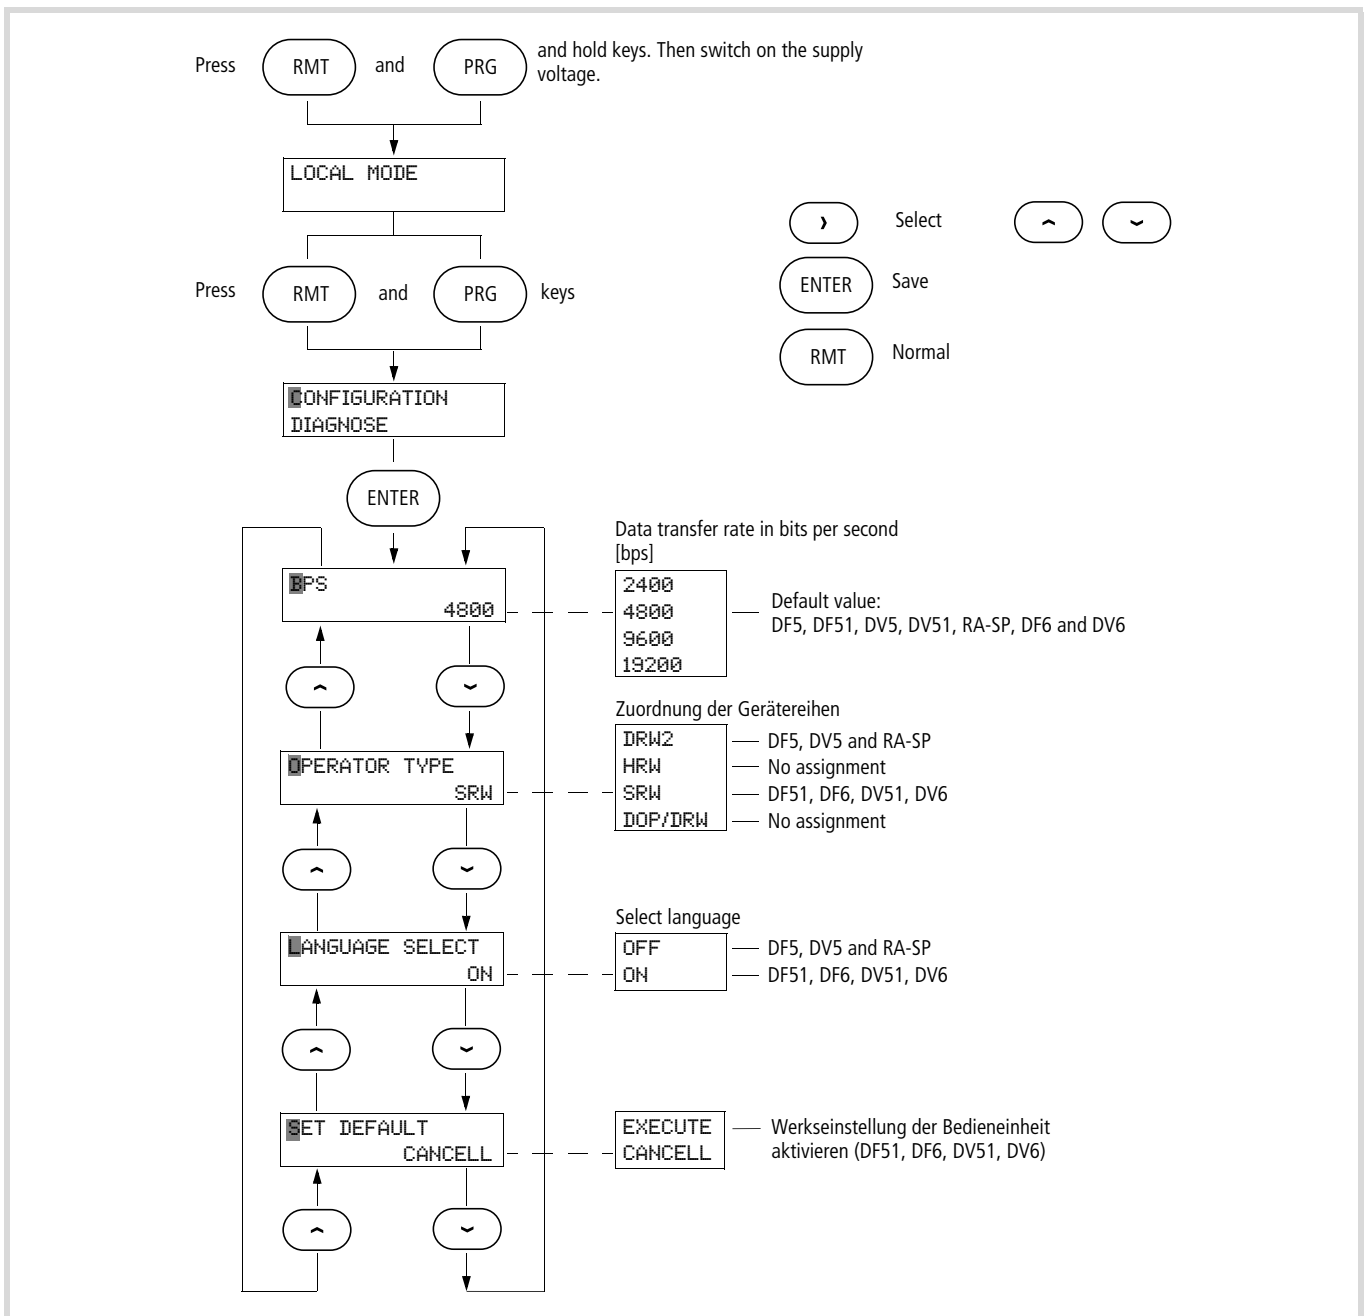 Press RMT and PRG and hold keys. Then switch on the supply
voltage.
LOCAL MODE
Select
Press RMT and PRG keys
ENTER Save
RMT Normal
CONFIGURATION
DIAGNOSE
ENTER
Data transfer rate in bits per second
[bps]
BPS
4800
2400
4800
9600
19200
Default value:
DF5, DF51, DV5, DV51, RA-SP, DF6 and DV6
Zuordnung der Gerätereihen
OPERATOR TYPE
SRW
DRW2 DF5, DV5 and RA-SP
HRW No assignment
SRW DF51, DF6, DV51, DV6
DOP/DRW No assignment
Select language
LANGUAGE SELECT
ON
OFF DF5, DV5 and RA-SP
ON DF51, DF6, DV51, DV6
SET DEFAULT
CANCELL
EXECUTE Werkseinstellung der Bedieneinheit
CANCELL aktivieren (DF51, DF6, DV51, DV6)